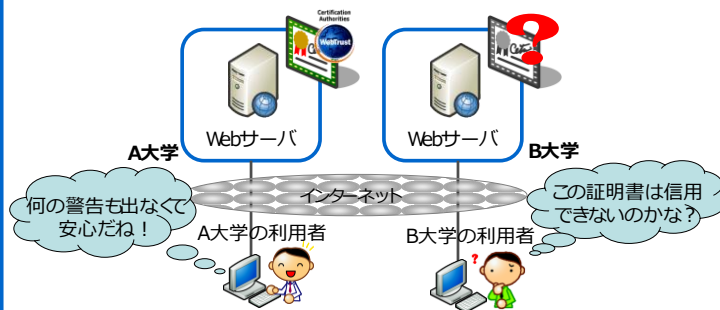 Certification
Authorities
WebTrust
?
Webサーバ
Webサーバ
A大学
B大学
インターネット
何の警告も出なくて
安心だね！
この証明書は信用
できないのかな？
A大学の利用者
B大学の利用者
?